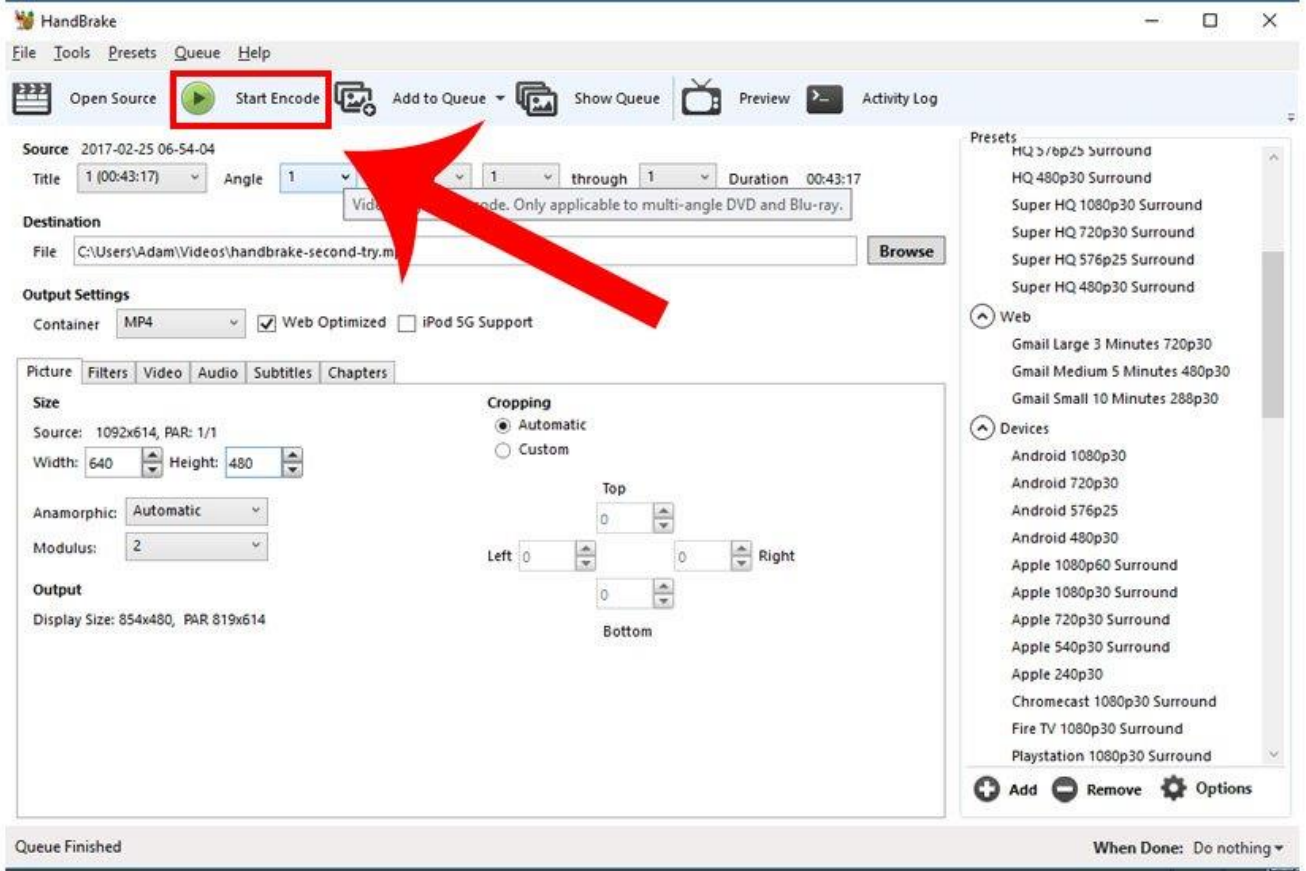 HandBrake
File Tools Presets Queue Help
Open Source Start Encode Add to Queue Show Queue Preview Activity Log
Source 2017-02-25 06-54-04
Title 1 (00:43:17) Angle 1 1 through 1 Duration 00:43:17
Only applicable to multi-angle DVD and Blu-ray.
Destination
File C:\Users\Adam\Videos\handbrake-second-try.m Browse
Output Settings
Container MP4 Web Optimized iPod 5G Support
Picture Filters Video Audio Subtitles Chapters
Size
Source: 1092x614, PAR: 1/1
Width: 640 Height: 480
Anamorphic: Automatic
Modulus: 2
Output
Display Size: 854x480, PAR 819x614
Cropping
Automatic
Custom
Top
0
Left 0 0 Right
0
Bottom
Presets
HQ 576p25 Surround
HQ 480p30 Surround
Super HQ 1080p30 Surround
Super HQ 720p30 Surround
Super HQ 576p25 Surround
Super HQ 480p30 Surround
Web
Gmail Large 3 Minutes 720p30
Gmail Medium 5 Minutes 480p30
Gmail Small 10 Minutes 288p30
Devices
Android 1080p30
Android 720p30
Android 576p25
Android 480p30
Apple 1080p60 Surround
Apple 1080p30 Surround
Apple 720p30 Surround
Apple 540p30 Surround
Apple 240p30
Chromecast 1080p30 Surround
Fire TV 1080p30 Surround
Playstation 1080p30 Surround
Add Remove Options
Queue Finished When Done: Do nothing